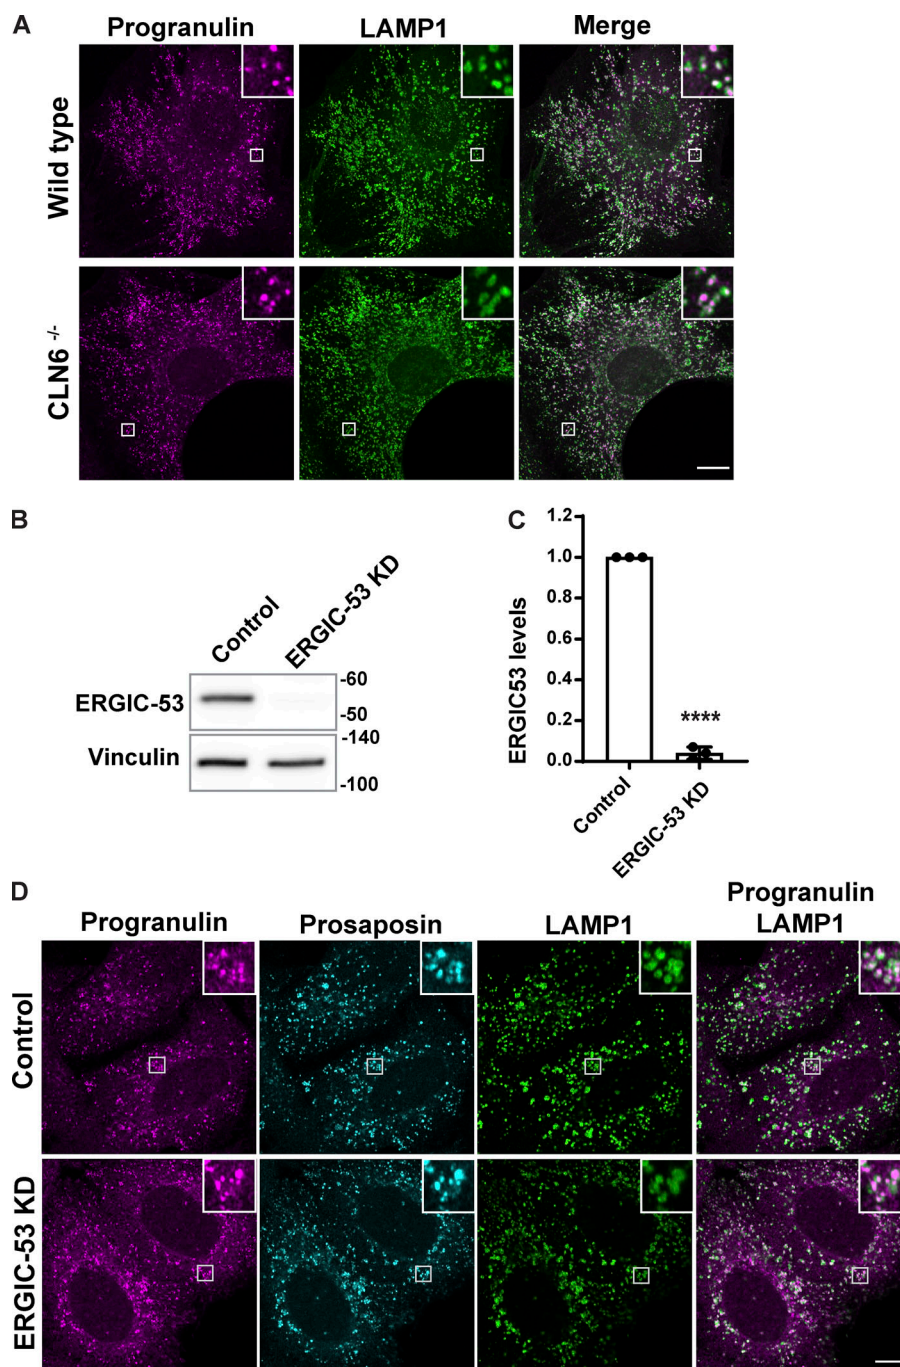 A
Progranulin LAMP1 Merge
Wild type
CLN6 -/-
B
Control
ERGIC-53 KD
ERGIC-53
-60
-50
Vinculin
-140
-100
C
ERGIC53 levels
1.2
1.0
0.8
0.6
0.4
0.2
0.0
****
Control
ERGIC-53 KD
D
Progranulin Prosaposin LAMP1 Progranulin
LAMP1
Control
ERGIC-53 KD